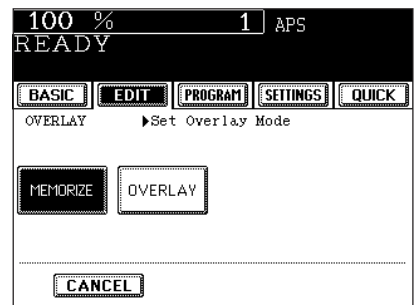 100 % 1 APS
READY
BASIC EDIT PROGRAM SETTINGS QUICK
OVERLAY ▶Set Overlay Mode
MEMORIZE OVERLAY
CANCEL